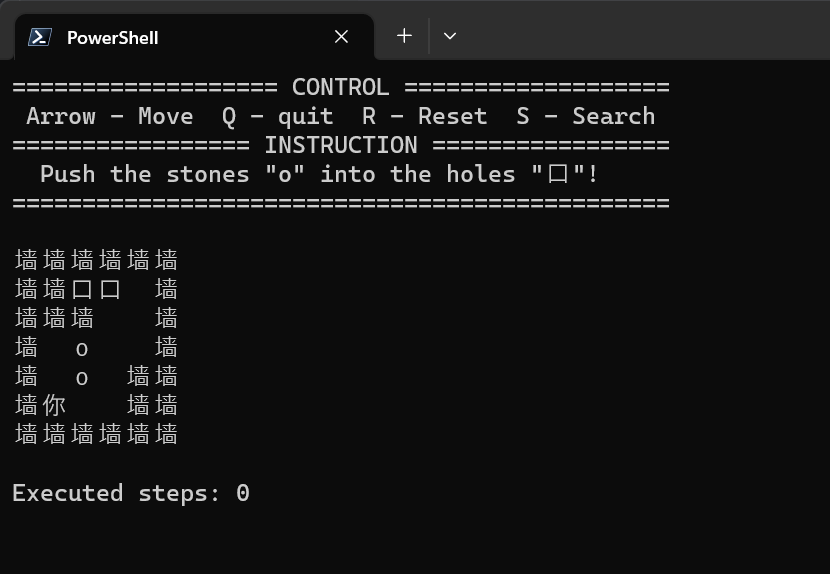 PowerShell
=================== CONTROL ===================
 Arrow - Move  Q - quit  R - Reset  S - Search
================= INSTRUCTION =================
  Push the stones "o" into the holes "口"!
===============================================
墙墙墙墙墙墙
墙墙口口  墙
墙墙墙    墙
墙  o     墙
墙  o   墙墙
墙你    墙墙
墙墙墙墙墙墙
Executed steps: 0